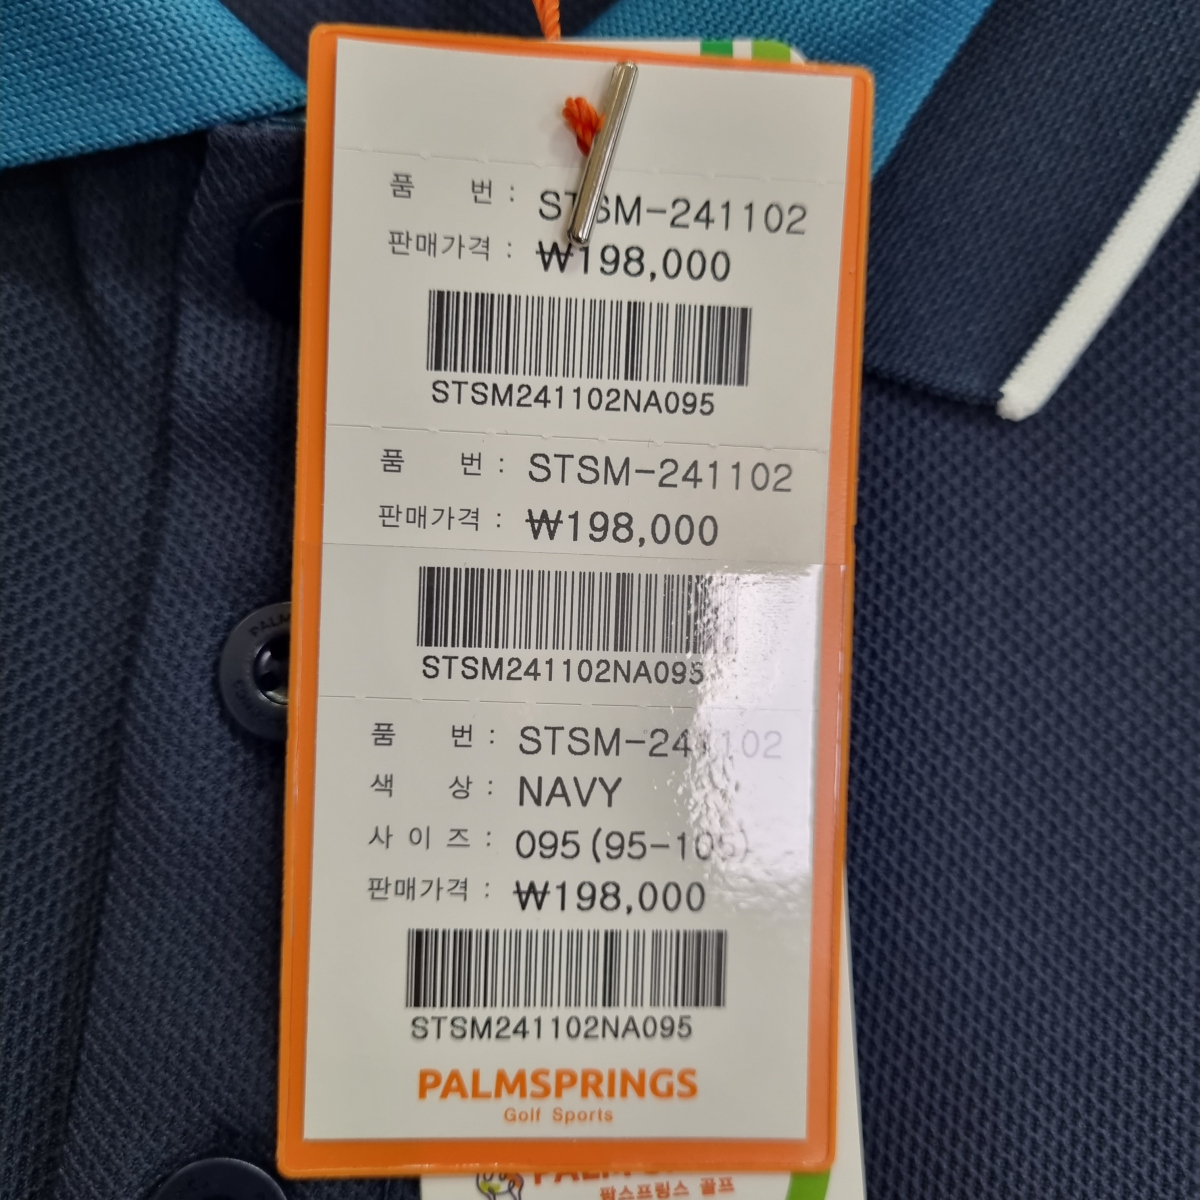 품 번 : STSM-241102
판매가격 : ₩198,000
STSM241102NA095
품 번 : STSM-241102
판매가격 : ₩198,000
STSM241102NA095
품 번 : STSM-241102
색 상 : NAVY
사 이 즈 : 095 (95-105)
판매가격 : ₩198,000
STSM241102NA095
PALMSPRINGS
Golf Sports
팜스프링스 골프